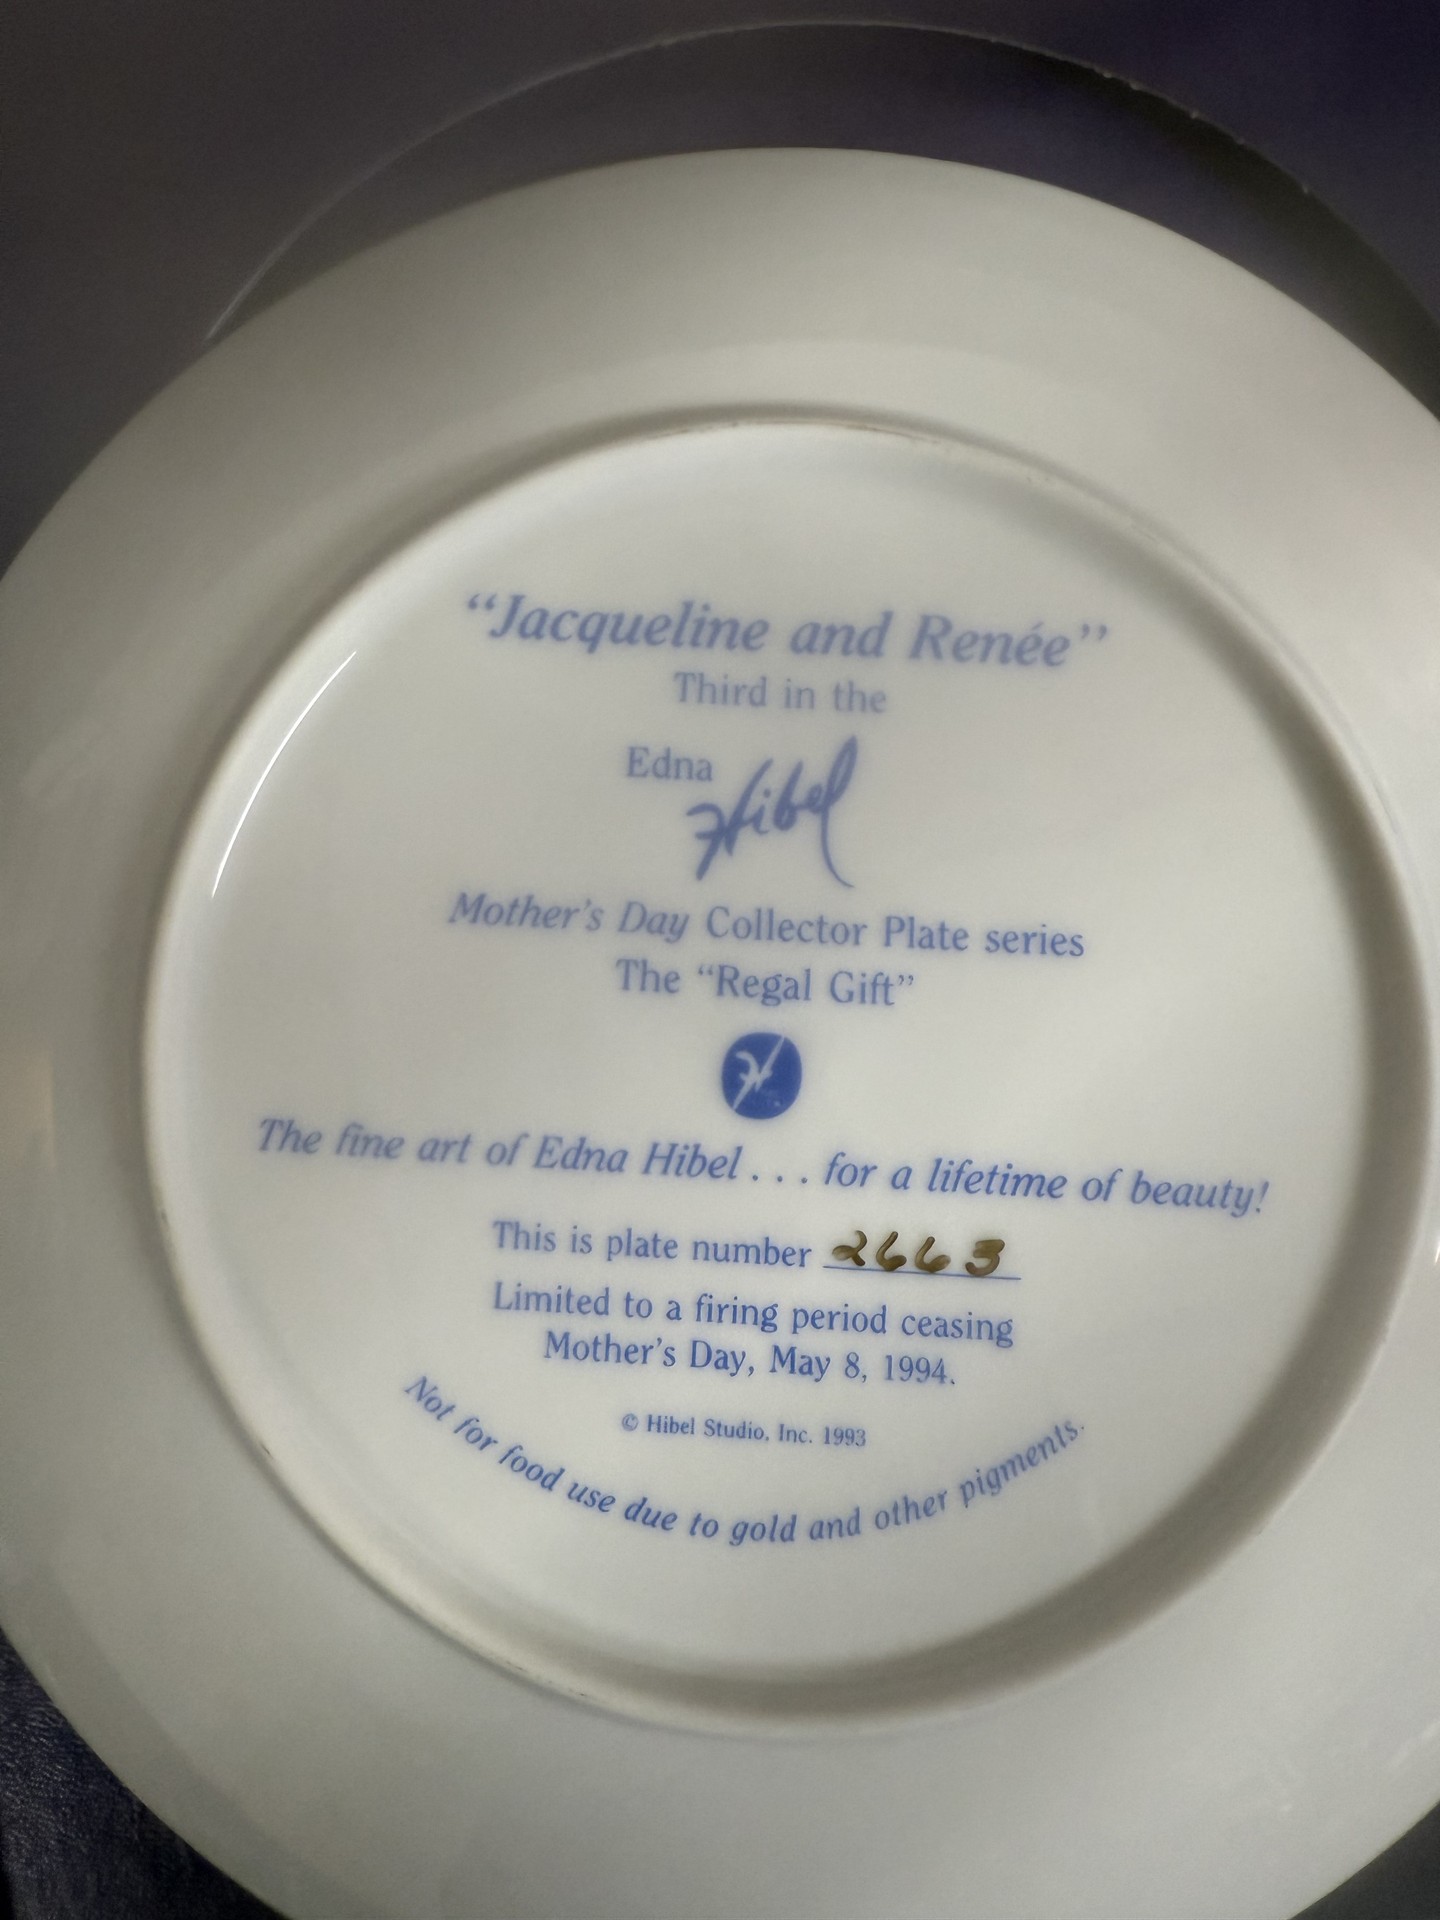 “Jacqueline and Renée”
Third in the
Edna Hibel
Mother's Day Collector Plate series
The “Regal Gift”
The fine art of Edna Hibel . . . for a lifetime of beauty!
This is plate number 2663
Limited to a firing period ceasing
Mother's Day, May 8, 1994.
© Hibel Studio, Inc. 1993
Not for food use due to gold and other pigments.